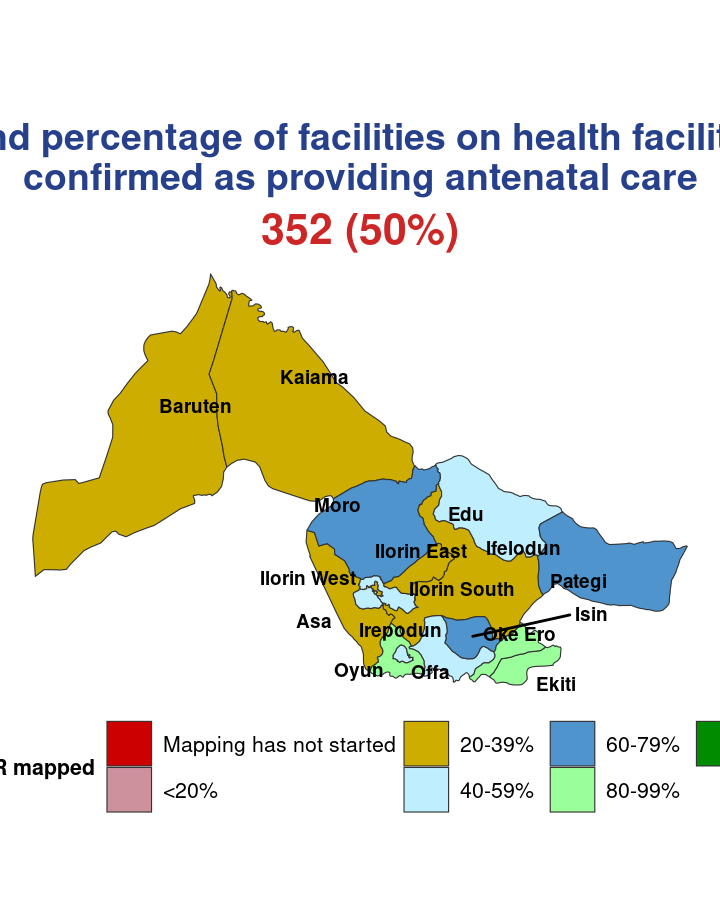 percentage of facilities on health
confirmed as providing antenatal care
352 (50%)
Kaiama
Baruten
Moro
Edu
Ilorin East
Ifelodun
Ilorin West
Ilorin South
Pategi
Isin
Asa
Irepodun
Oke Ero
Oyun
Offa
Ekiti
mapped
Mapping has not started
20-39%
60-79%
<20%
40-59%
80-99%